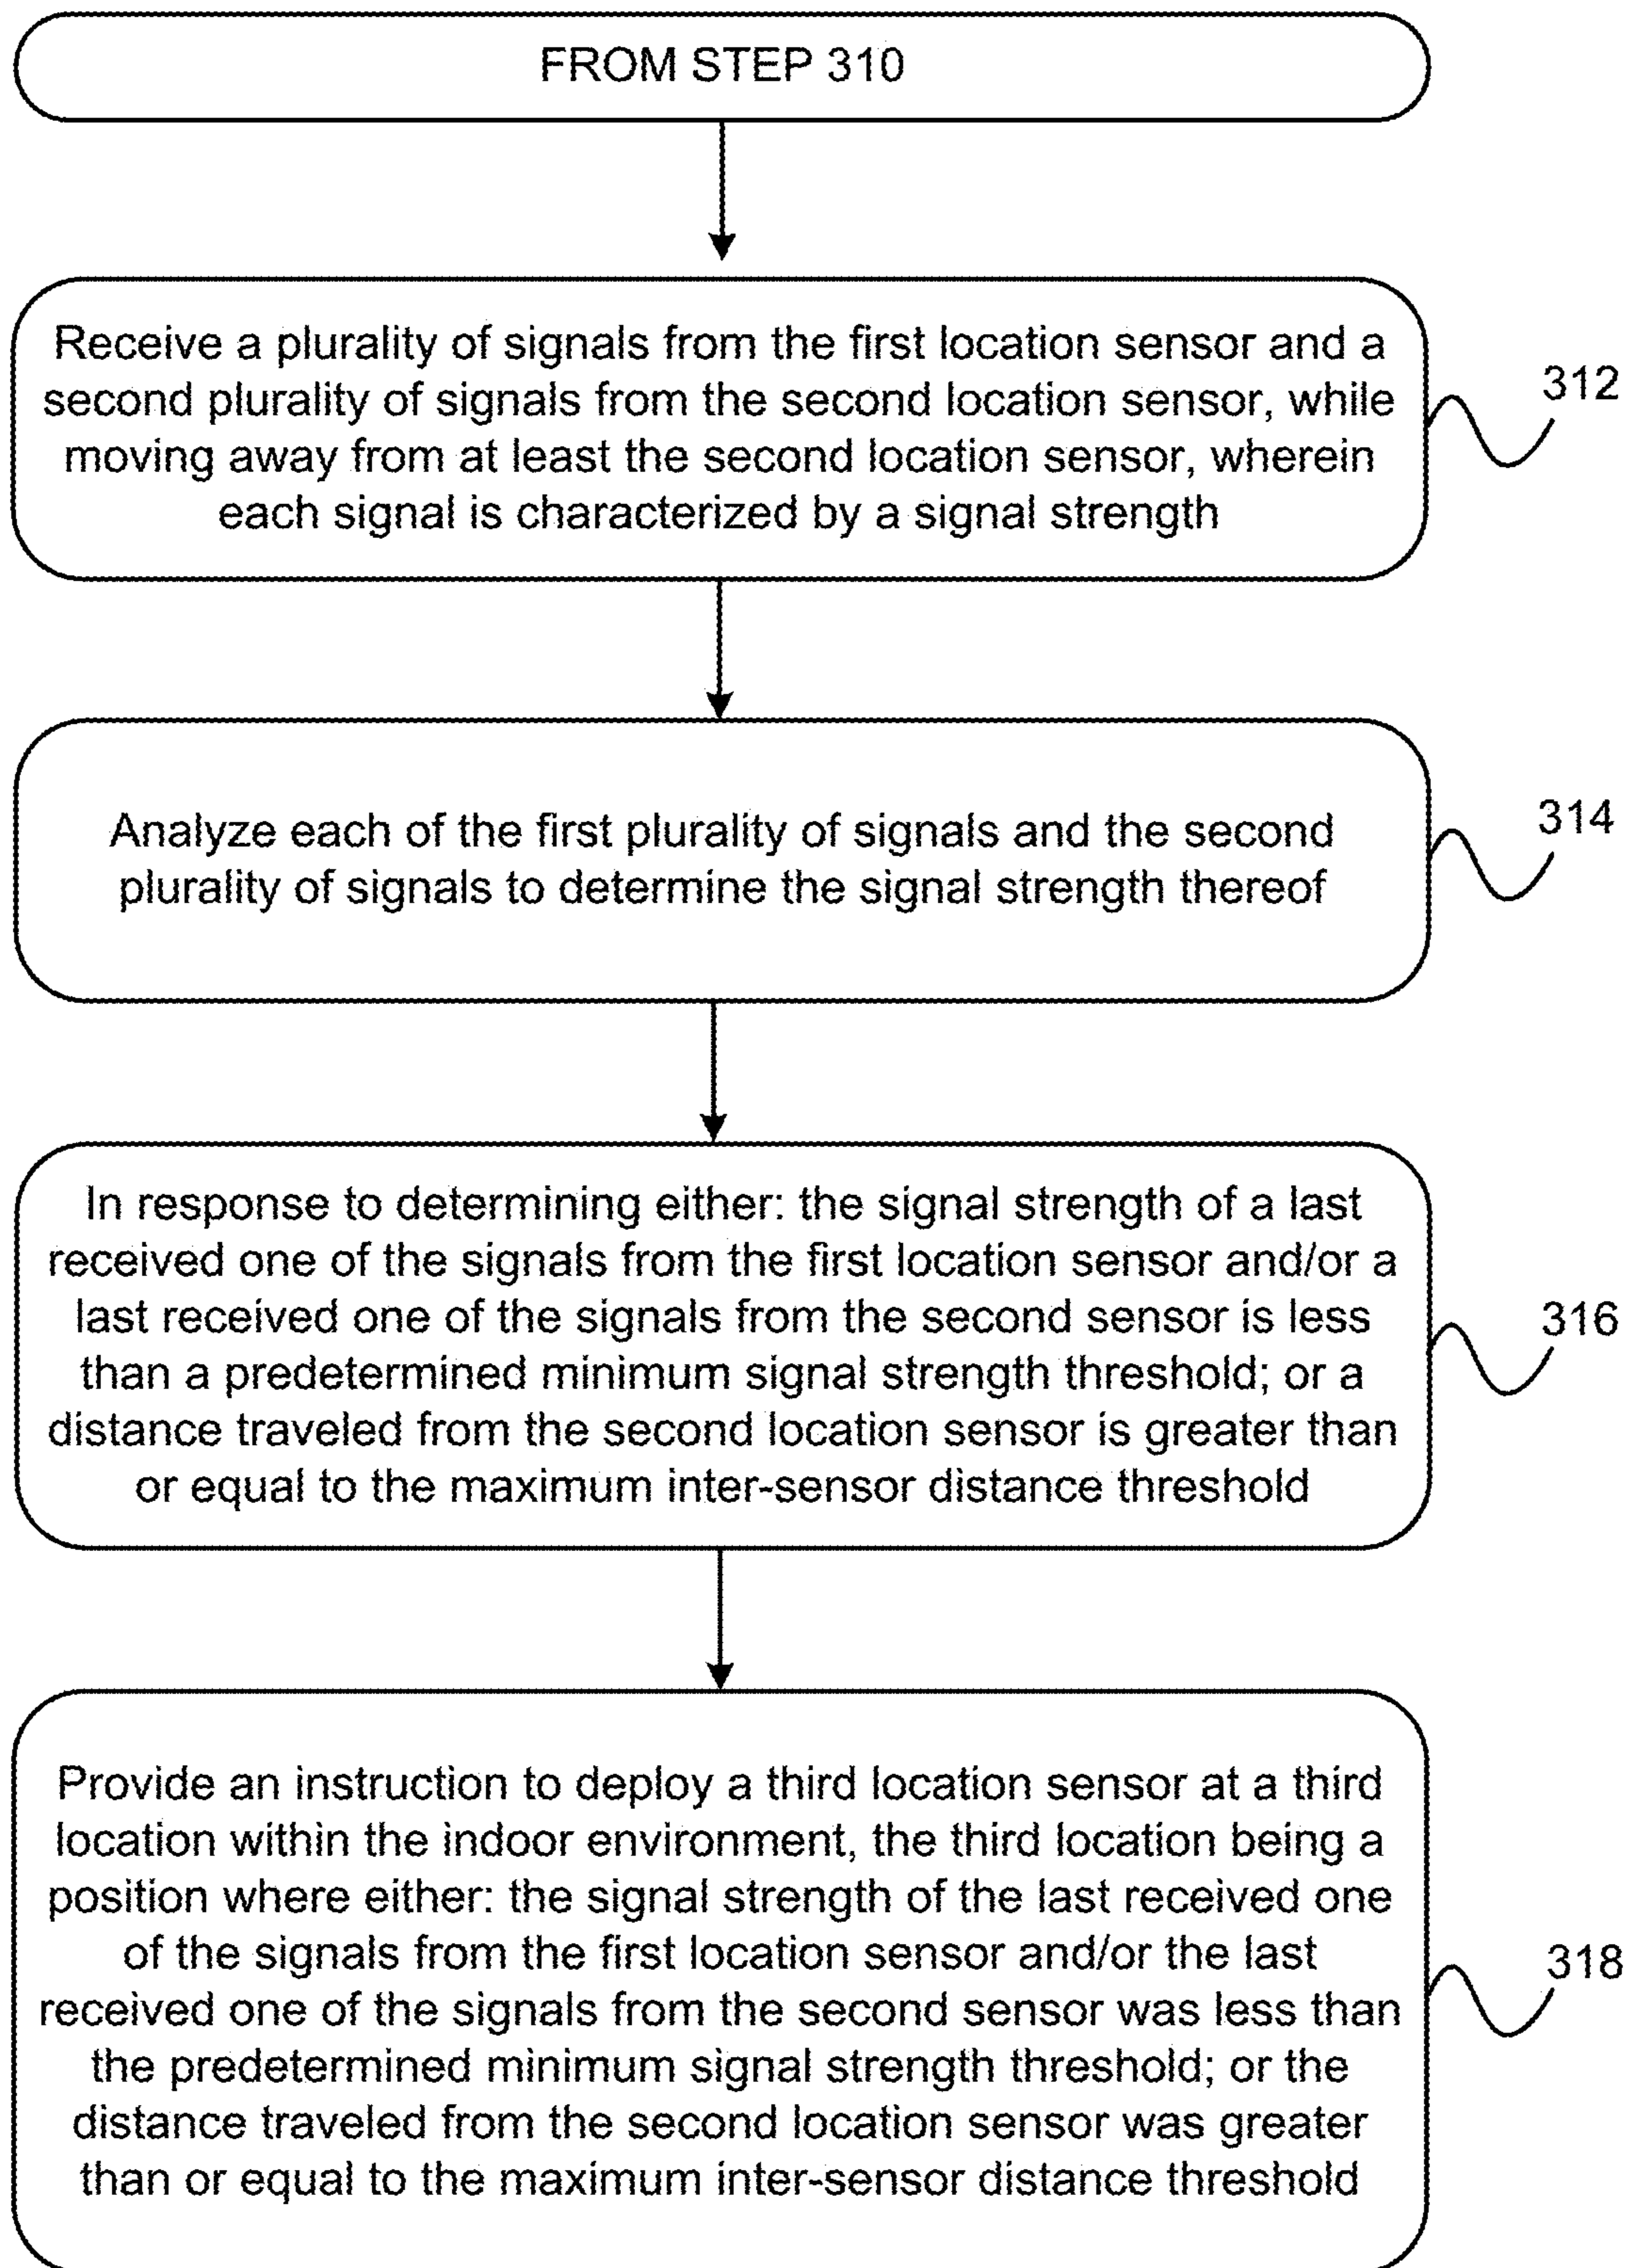 FROM STEP 310
Receive a plurality of signals from the first location sensor and a
second plurality of signals from the second location sensor, while
moving away from at least the second location sensor, wherein
each signal is characterized by a signal strength
312
Analyze each of the first plurality of signals and the second
plurality of signals to determine the signal strength thereof
314
In response to determining either: the signal strength of a last
received one of the signals from the first location sensor and/or a
last received one of the signals from the second sensor is less
than a predetermined minimum signal strength threshold; or a
distance traveled from the second location sensor is greater than
or equal to the maximum inter-sensor distance threshold
316
Provide an instruction to deploy a third location sensor at a third
location within the indoor environment, the third location being a
position where either: the signal strength of the last received one
of the signals from the first location sensor and/or the last
received one of the signals from the second sensor was less than
the predetermined minimum signal strength threshold; or the
distance traveled from the second location sensor was greater
than or equal to the maximum inter-sensor distance threshold
318